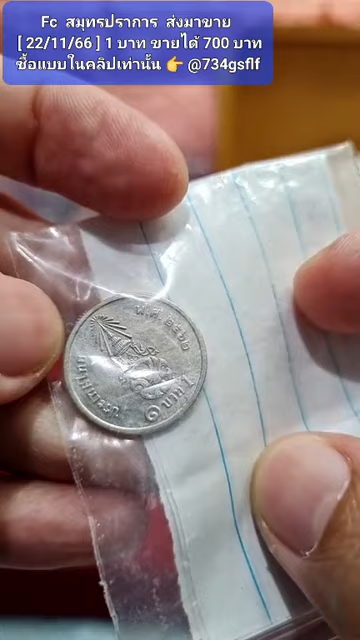 Fc สมุทรปราการ ส่งมาขาย
[ 22/11/66 ] 1 บาท ขายได้ 700 บาท
ซื้อแบบในคลิปเท่านั้น 👉 @734gsflf
พ.ศ. ๒๕๖๒
๑ บาท 1